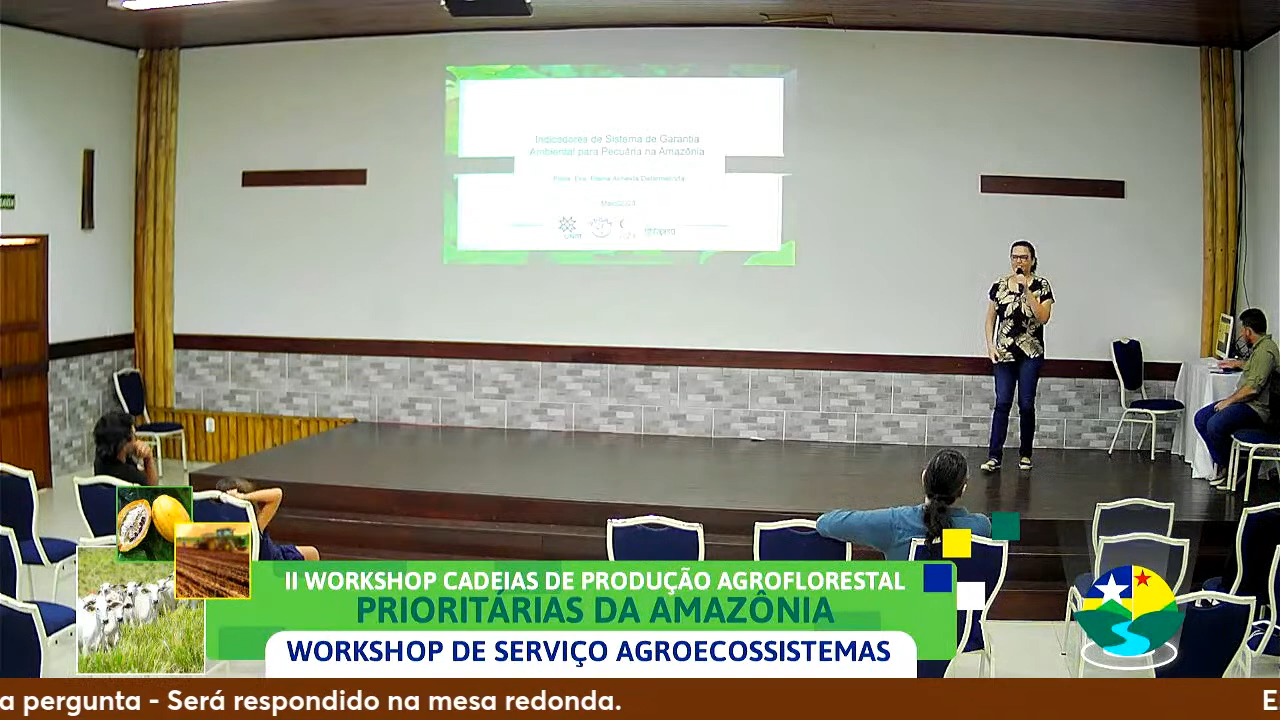 Indicadores de Sistema de Garantia
Ambiental para Pecuária na Amazônia
II WORKSHOP CADEIAS DE PRODUÇÃO AGROFLORESTAL
PRIORITÁRIAS DA AMAZÔNIA
WORKSHOP DE SERVIÇO AGROECOSSISTEMAS
a pergunta - Será respondido na mesa redonda.
E